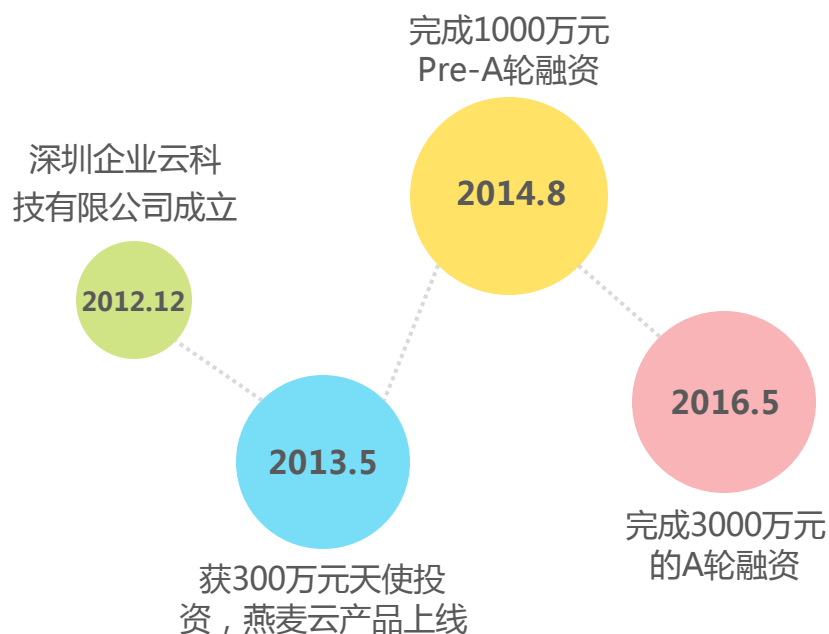 深圳企业云科
技有限公司成立
2012.12
2013.5
获300万元天使投
资，燕麦云产品上线
完成1000万元
Pre-A轮融资
2014.8
2016.5
完成3000万元
的A轮融资